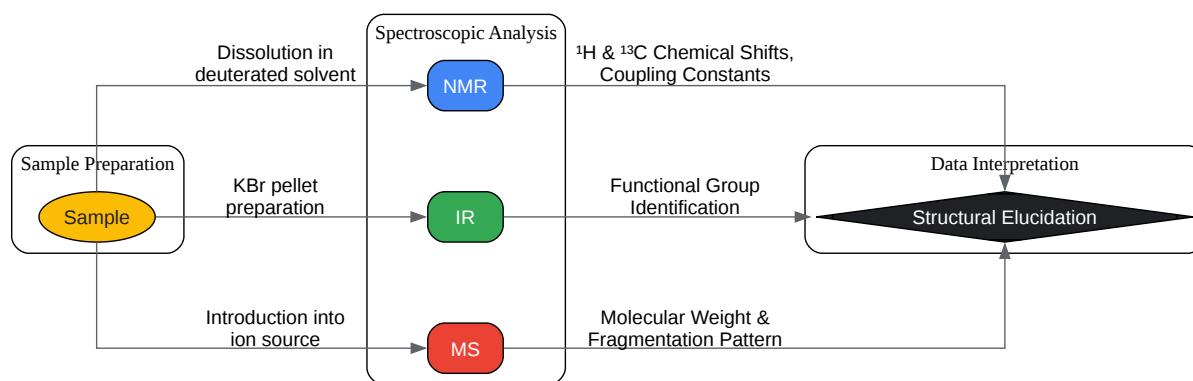 Spectroscopic Analysis
Dissolution in
deuterated solvent
NMR
¹H & ¹³C Chemical Shifts,
Coupling Constants
Sample Preparation
Sample
KBr pellet
preparation
IR
Functional Group
Identification
Data Interpretation
Structural Elucidation
Introduction into
ion source
MS
Molecular Weight &
Fragmentation Pattern